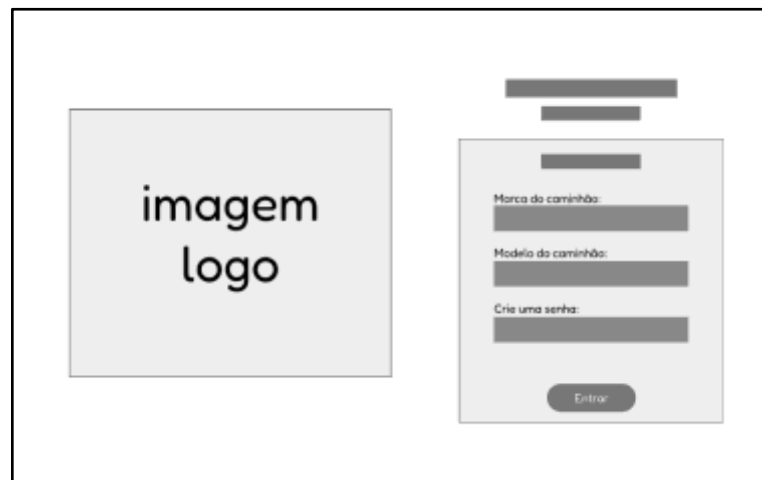 imagem
logo
Marca do caminhão:
Modelo do caminhão:
Crie uma senha:
Entrar